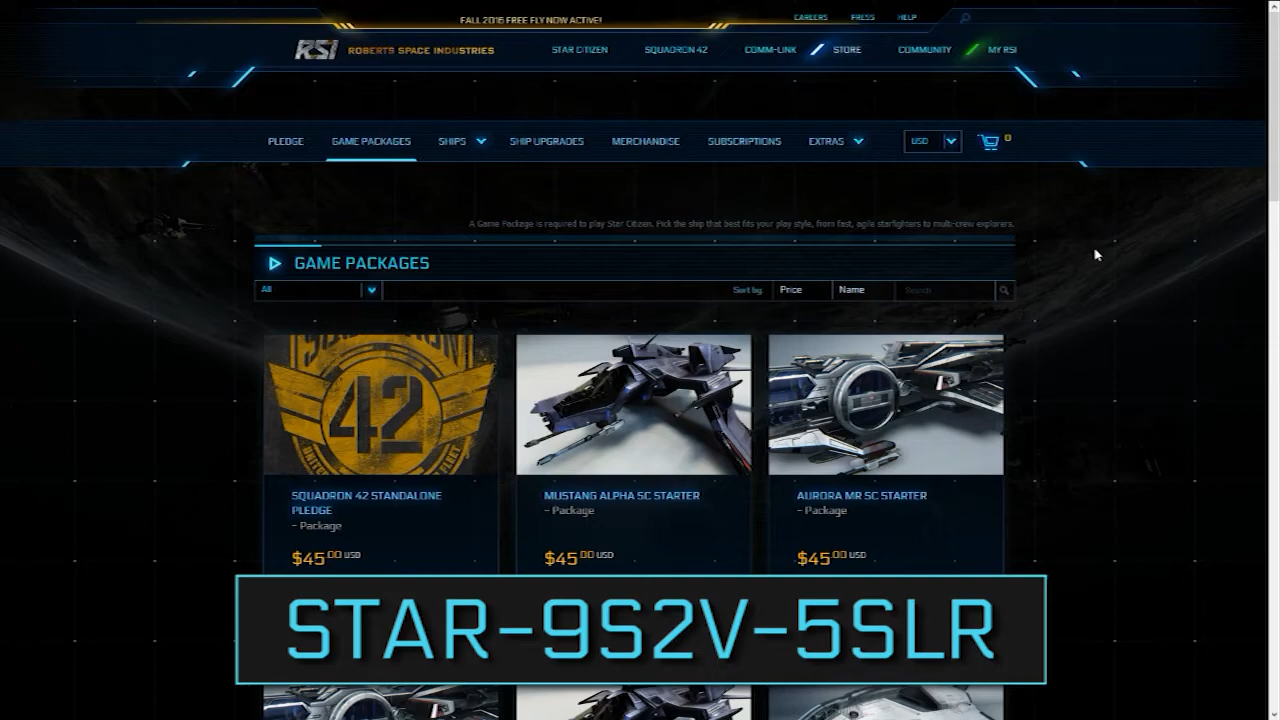 FALL 2016 FREE FLY NOW ACTIVE!
CAREERS PRESS HELP
RSI ROBERTS SPACE INDUSTRIES STAR CITIZEN SQUADRON 42 COMM-LINK STORE COMMUNITY MY RSI
PLEDGE GAME PACKAGES SHIPS SHIP UPGRADES MERCHANDISE SUBSCRIPTIONS EXTRAS USD 0
A Game Package is required to play Star Citizen. Pick the ship that best fits your play style, from fast, agile starfighters to multi-crew explorers.
GAME PACKAGES
All Sort by Price Name Search
42
SQUADRON 42 STANDALONE
PLEDGE
- Package
$45.00 USD
MUSTANG ALPHA SC STARTER
- Package
$45.00 USD
AURORA MR SC STARTER
- Package
$45.00 USD
STAR-9S2V-5SLR